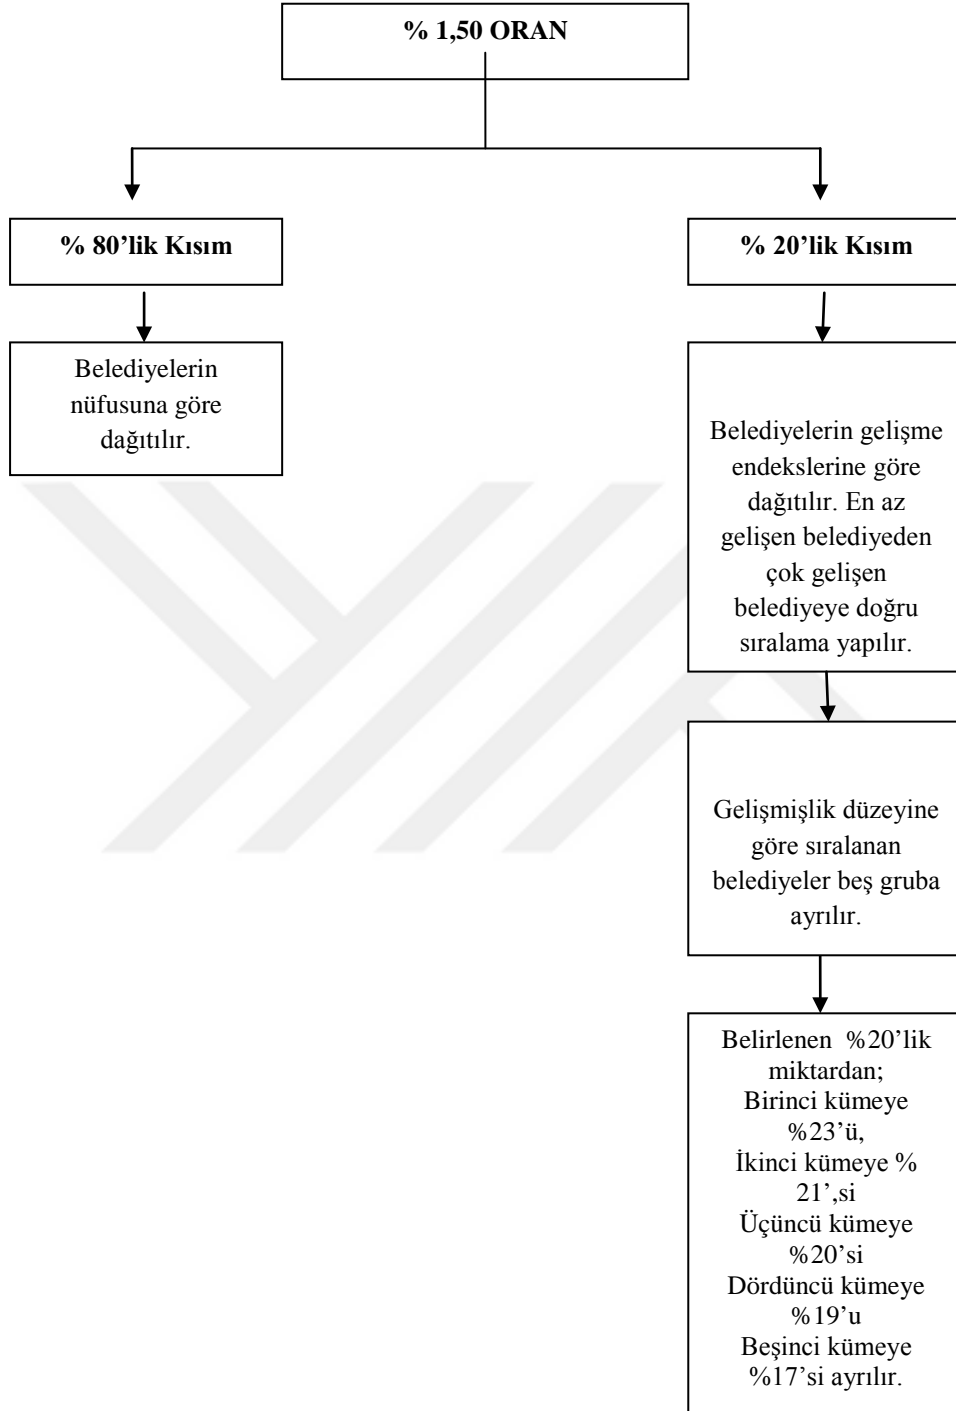 % 1,50 ORAN
% 80’lik Kısım
% 20’lik Kısım
Belediyelerin
nüfusuna göre
dağıtılır.
Belediyelerin gelişme
endekslerine göre
dağıtılır. En az
gelişen belediyeden
çok gelişen
belediyeye doğru
sıralama yapılır.
Gelişmişlik düzeyine
göre sıralanan
belediyeler beş gruba
ayrılır.
Belirlenen %20’lik
miktardan;
Birinci kümeye
%23’ü,
İkinci kümeye %
21’,si
Üçüncü kümeye
%20’si
Dördüncü kümeye
%19’u
Beşinci kümeye
%17’si ayrılır.